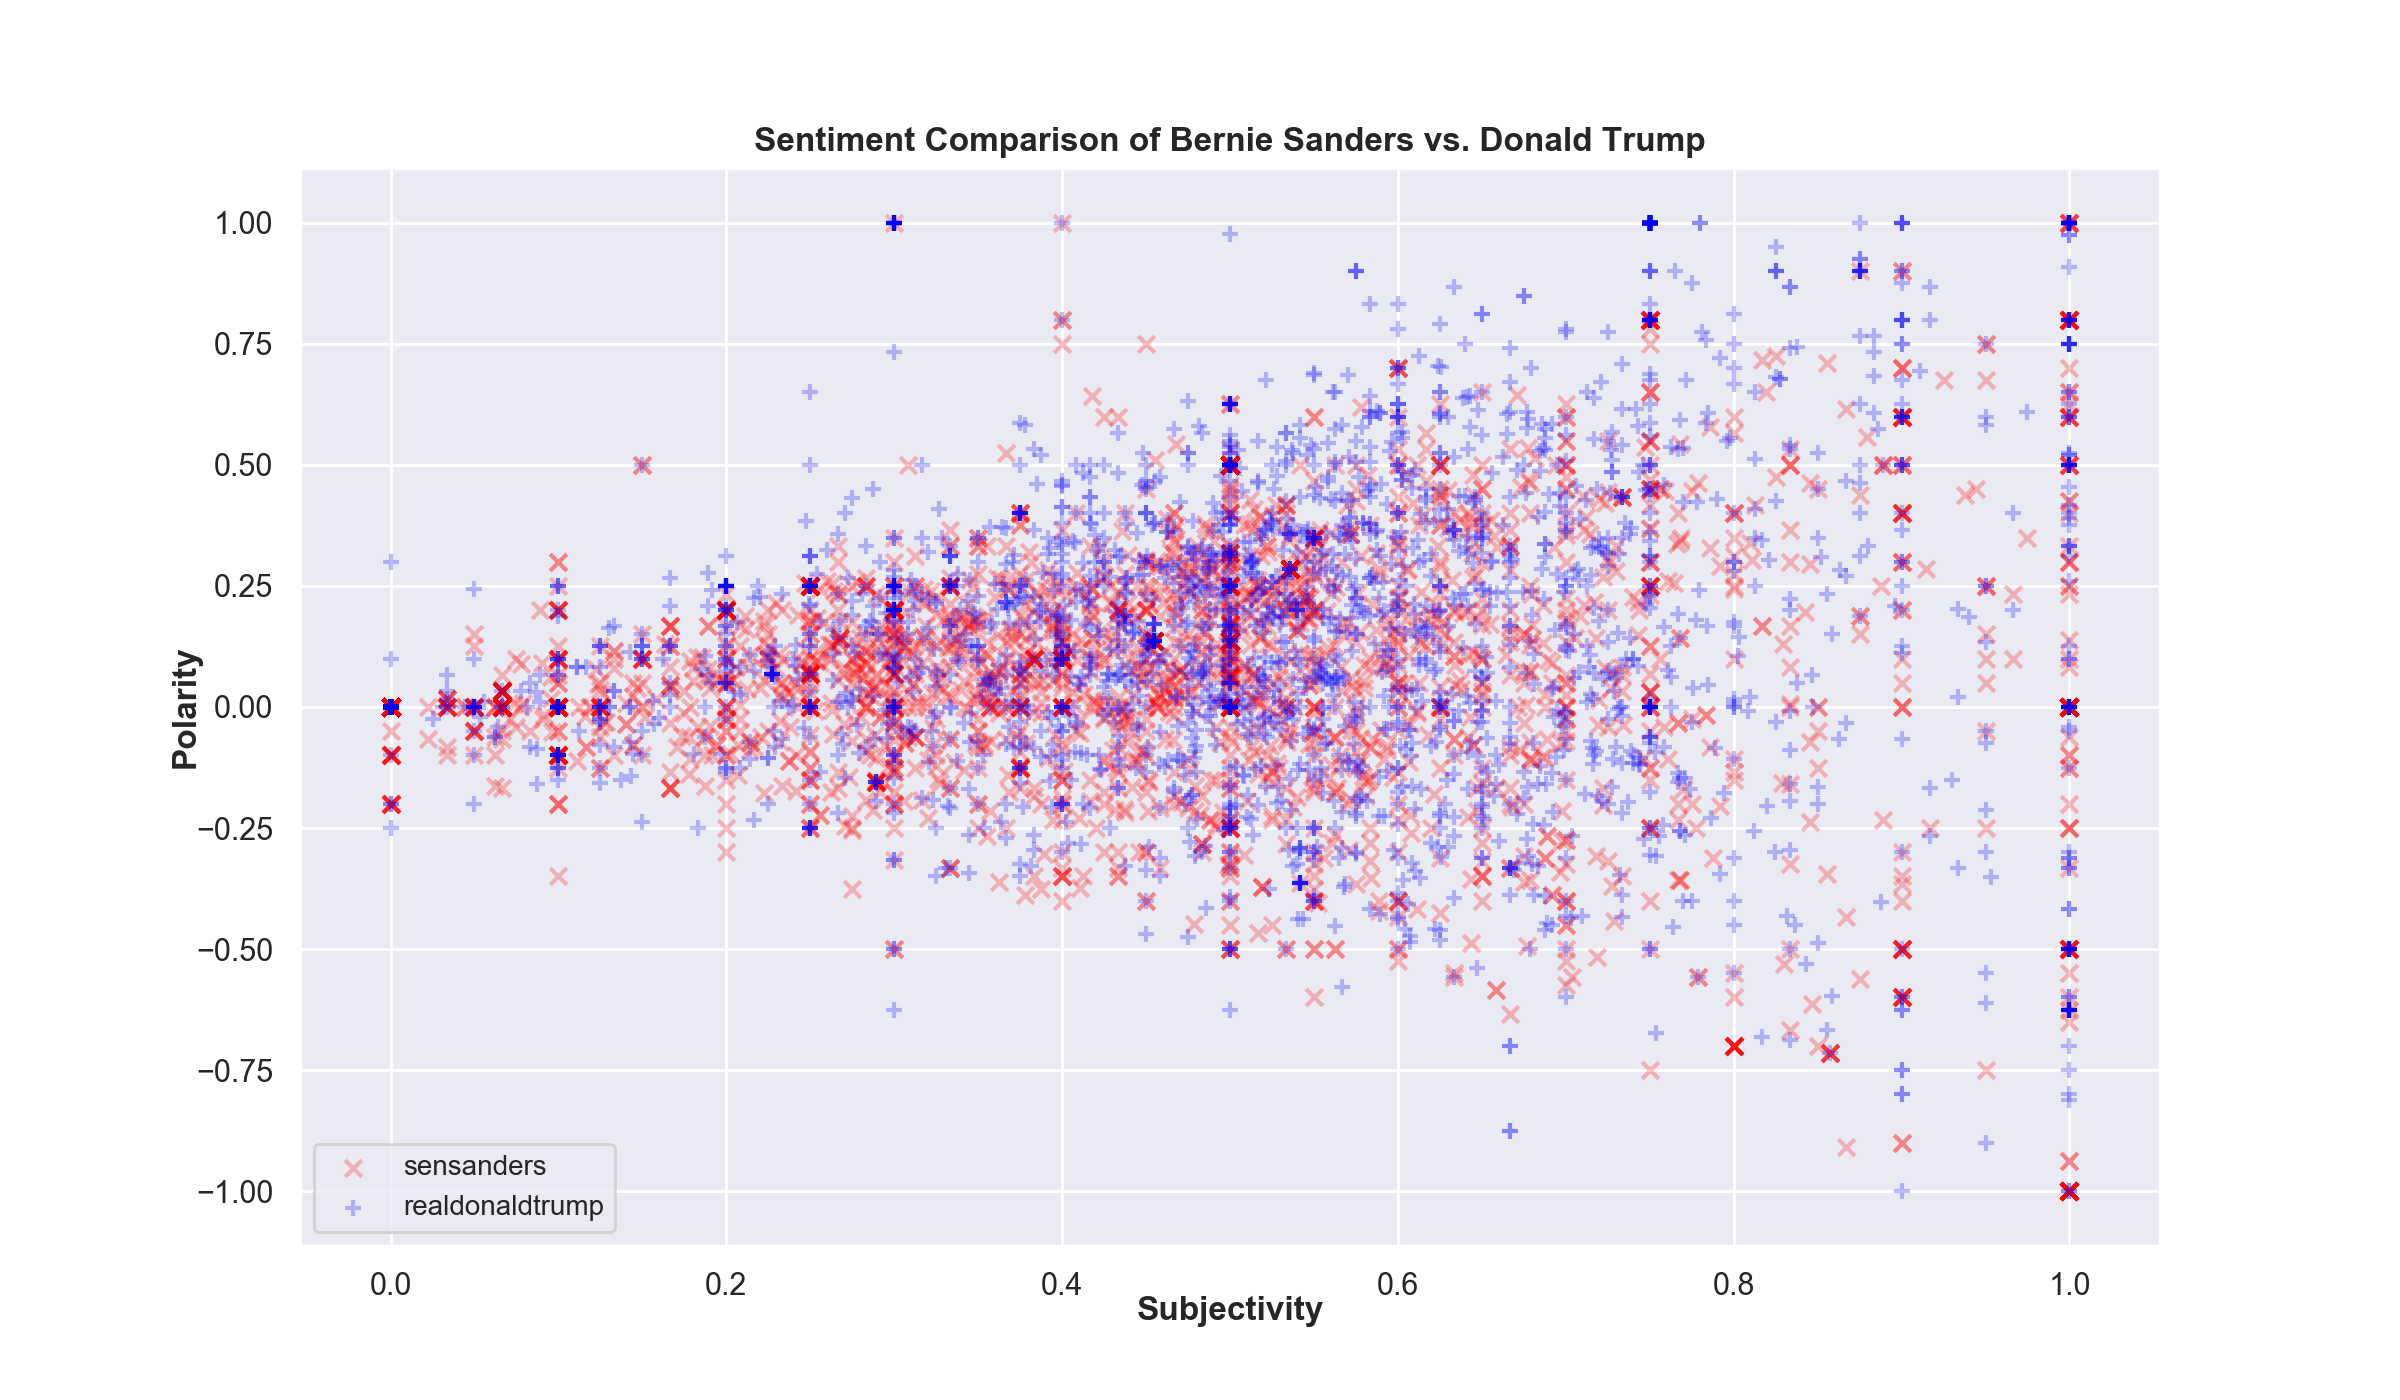 Sentiment Comparison of Bernie Sanders vs. Donald Trump
1.00
0.75
0.50
0.25
0.00
−0.25
−0.50
−0.75
−1.00
Polarity
sensanders
realdonaldtrump
0.0 0.2 0.4 0.6 0.8 1.0
Subjectivity